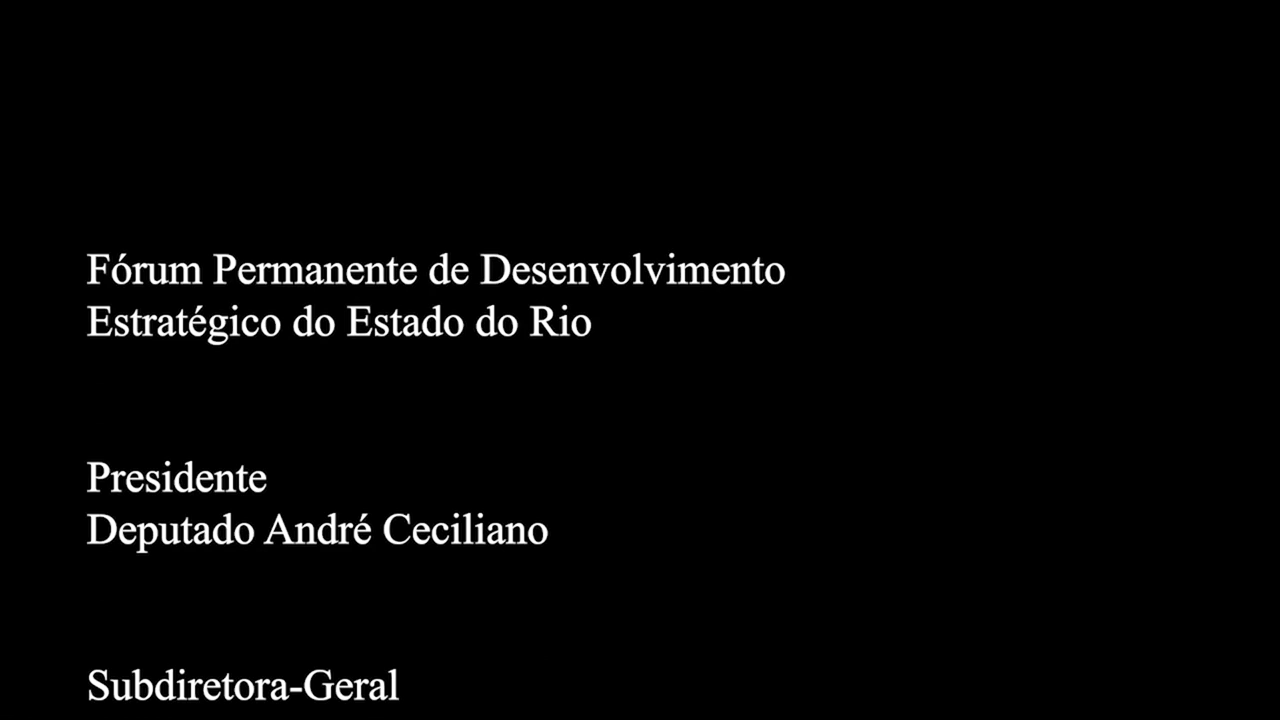 Fórum Permanente de Desenvolvimento
Estratégico do Estado do Rio
Presidente
Deputado André Ceciliano
Subdiretora-Geral